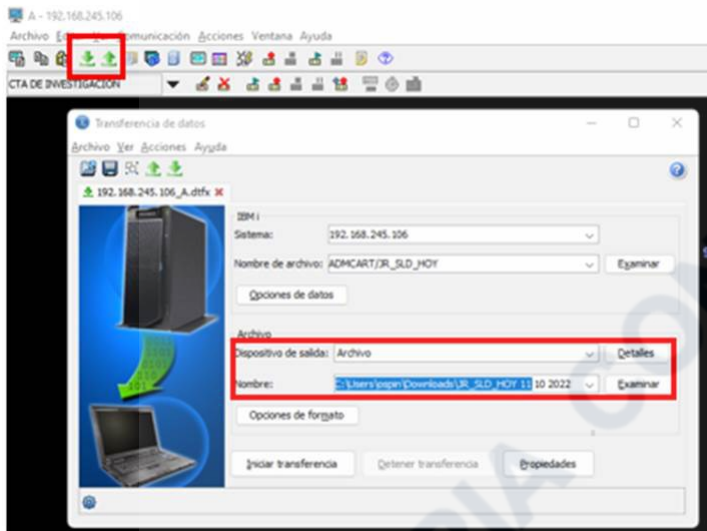 A - 192.168.245.106
Archivo Comunicación Acciones Ventana Ayuda
CTA DE INVESTIGACION
Transferencia de datos
Archivo Ver Acciones Ayuda
192.168.245.106_A.dtfx
IBM i
Sistema: 192.168.245.106
Nombre de archivo: ADMCART/JR_SLD_HOY Examinar
Opciones de datos
Archivo
Dispositivo de salida: Archivo Detalles
Nombre: C:\Users\ospin\Downloads\JR_SLD_HOY 11 10 2022 Examinar
Opciones de formato
Iniciar transferencia Detener transferencia Propiedades